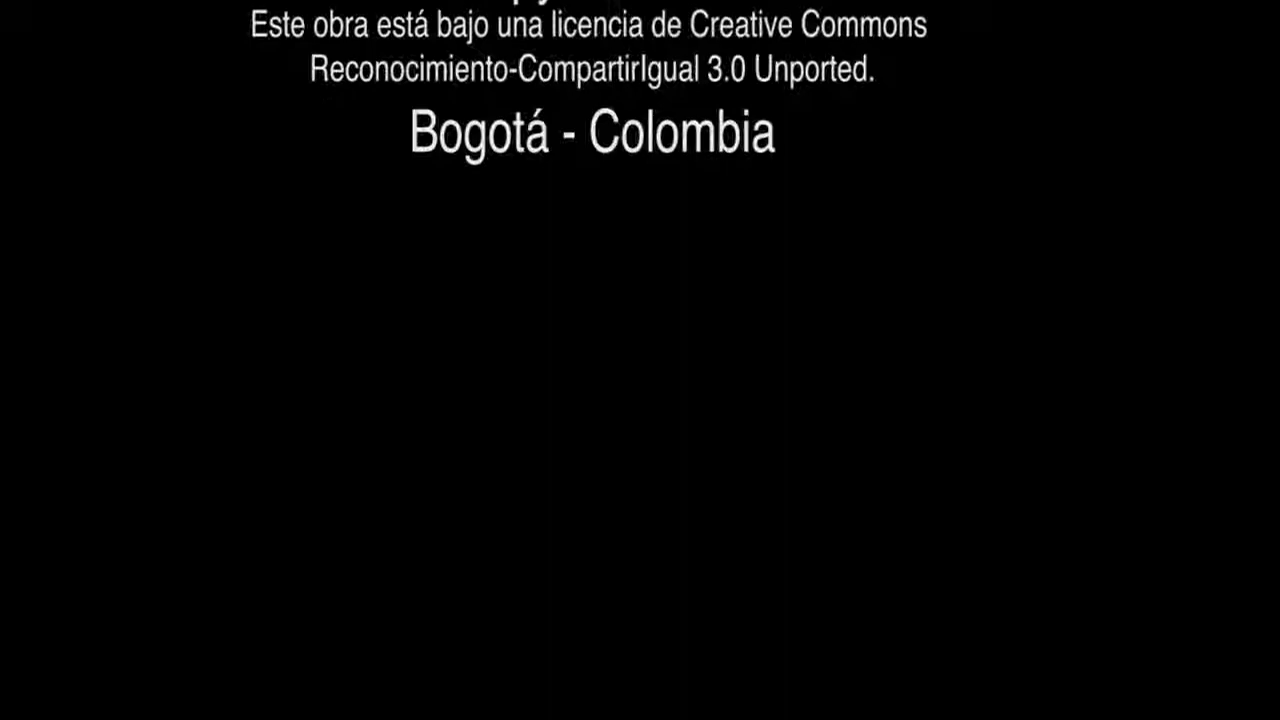 Este obra está bajo una licencia de Creative Commons
Reconocimiento-CompartirIgual 3.0 Unported.
Bogotá - Colombia